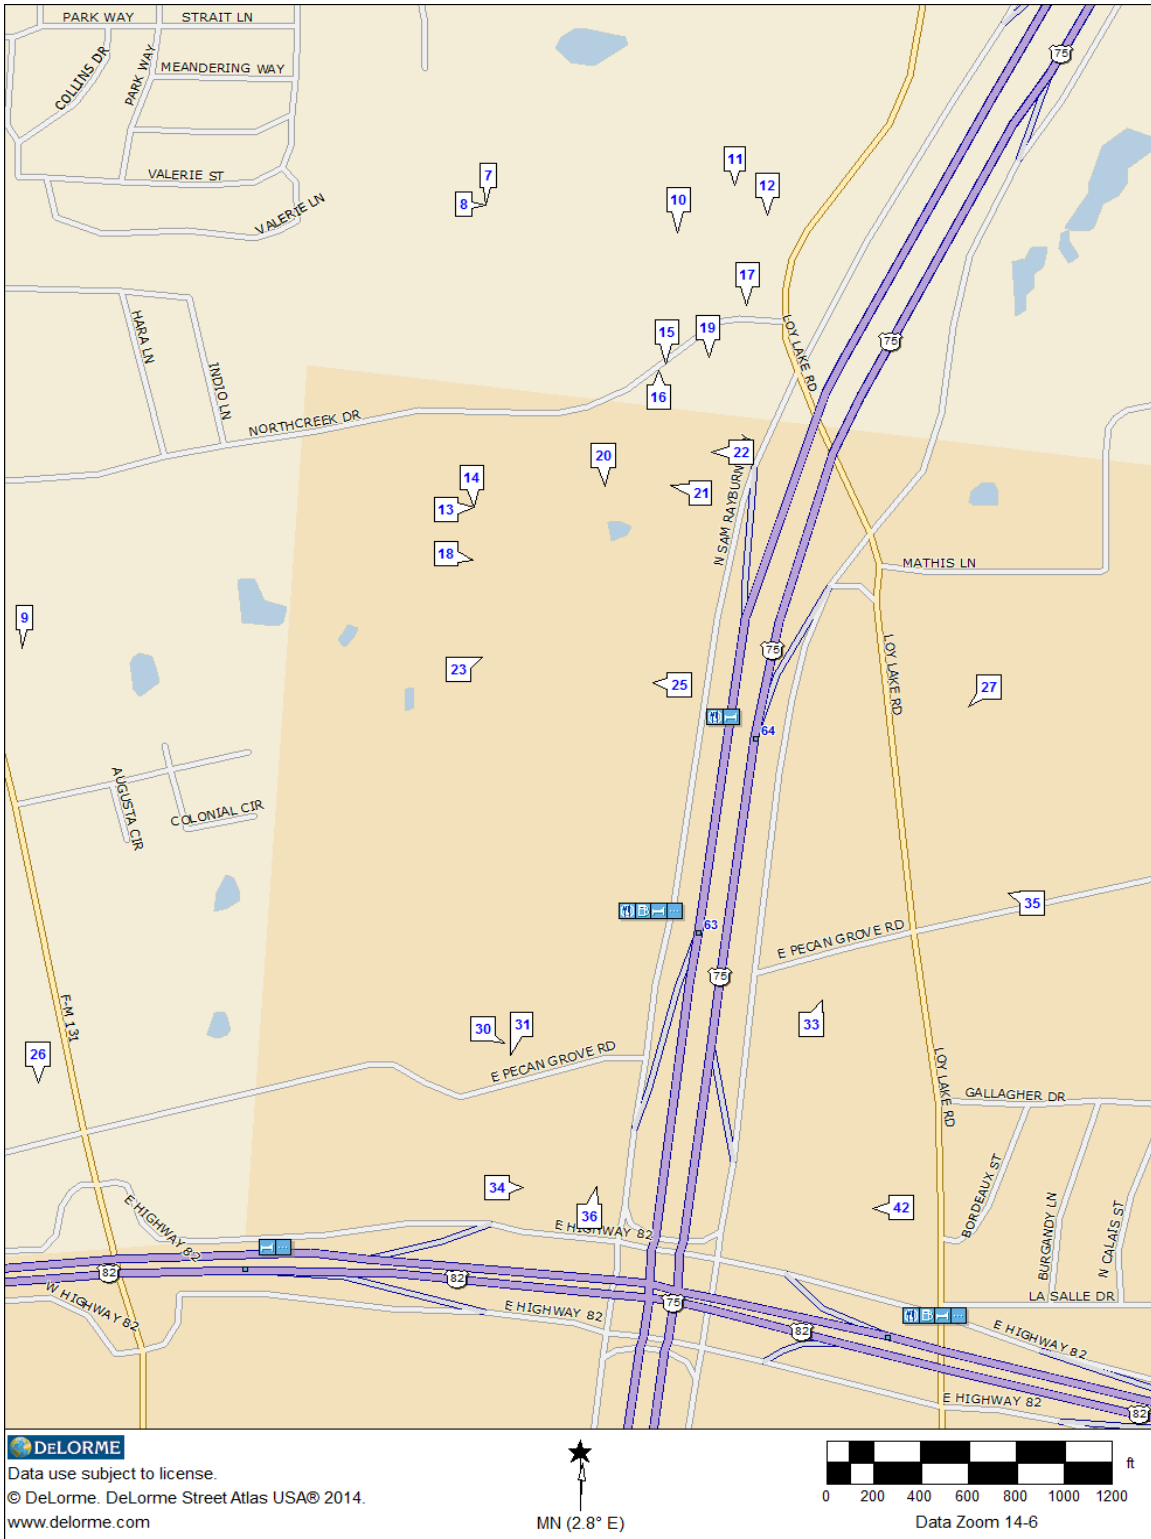 PARK WAY
STRAIT LN
COLLINS DR
PARK WAY
MEANDERING WAY
VALERIE ST
VALERIE LN
75
7
8
11
12
10
17
15
19
16
LOY LAKE RD
75
HARA LN
INDIO LN
NORTHCREEK DR
20
22
21
14
13
18
N SAM RAYBURN
MATHIS LN
9
23
25
75
LOY LAKE RD
27
64
AUGUSTA CIR
COLONIAL CIR
35
63
E PECAN GROVE RD
75
F-M 131
26
30
31
33
E PECAN GROVE RD
LOY LAKE RD
GALLAGHER DR
34
36
42
BORDEAUX ST
BURGANDY LN
N CALAIS ST
E HIGHWAY 82
E HIGHWAY 82
82
82
W HIGHWAY 82
E HIGHWAY 82
75
82
LA SALLE DR
E HIGHWAY 82
E HIGHWAY 82
82
DELORME
Data use subject to license.
© DeLorme. DeLorme Street Atlas USA® 2014.
www.delorme.com
MN (2.8° E)
ft
0 200 400 600 800 1000 1200
Data Zoom 14-6